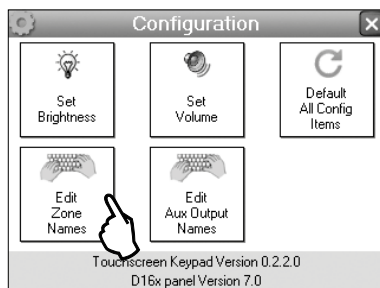 Configuration
Set
Brightness
Set
Volume
Default
All Config
Items
Edit
Zone
Names
Edit
Aux Output
Names
Touchscreen Keypad Version 0.2.2.0
D16x panel Version 7.0